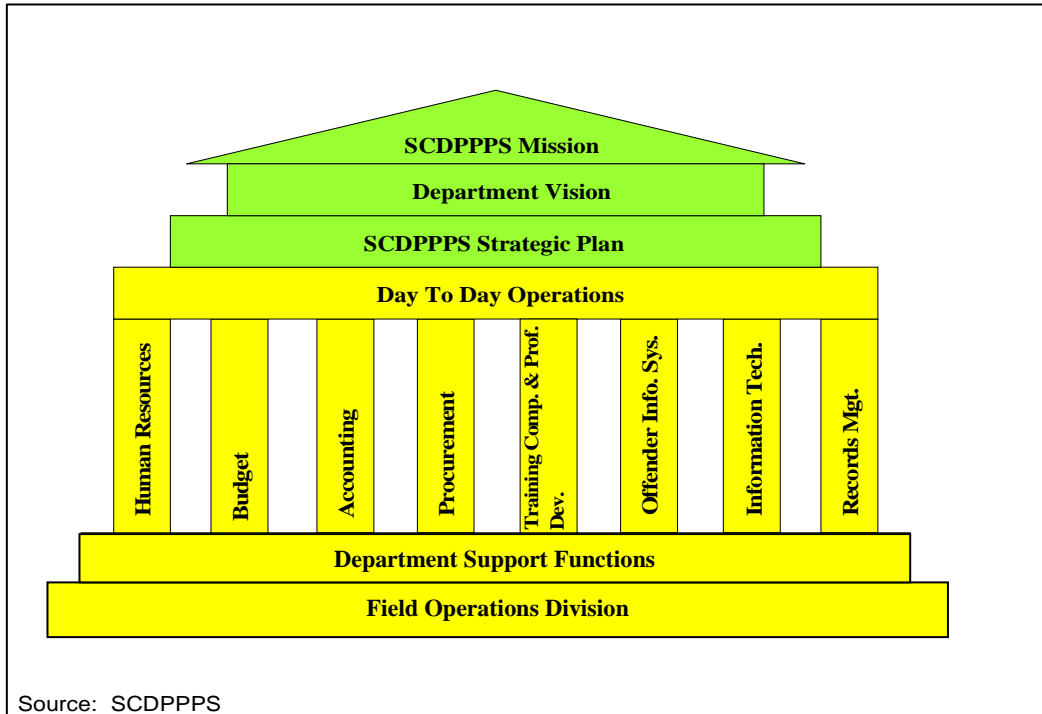 SCDPPPS Mission
Department Vision
SCDPPPS Strategic Plan
Day To Day Operations
Human Resources
Budget
Accounting
Procurement
Training Comp. & Prof.
Dev.
Offender Info. Sys.
Information Tech.
Records Mgt.
Department Support Functions
Field Operations Division
Source: SCDPPPS